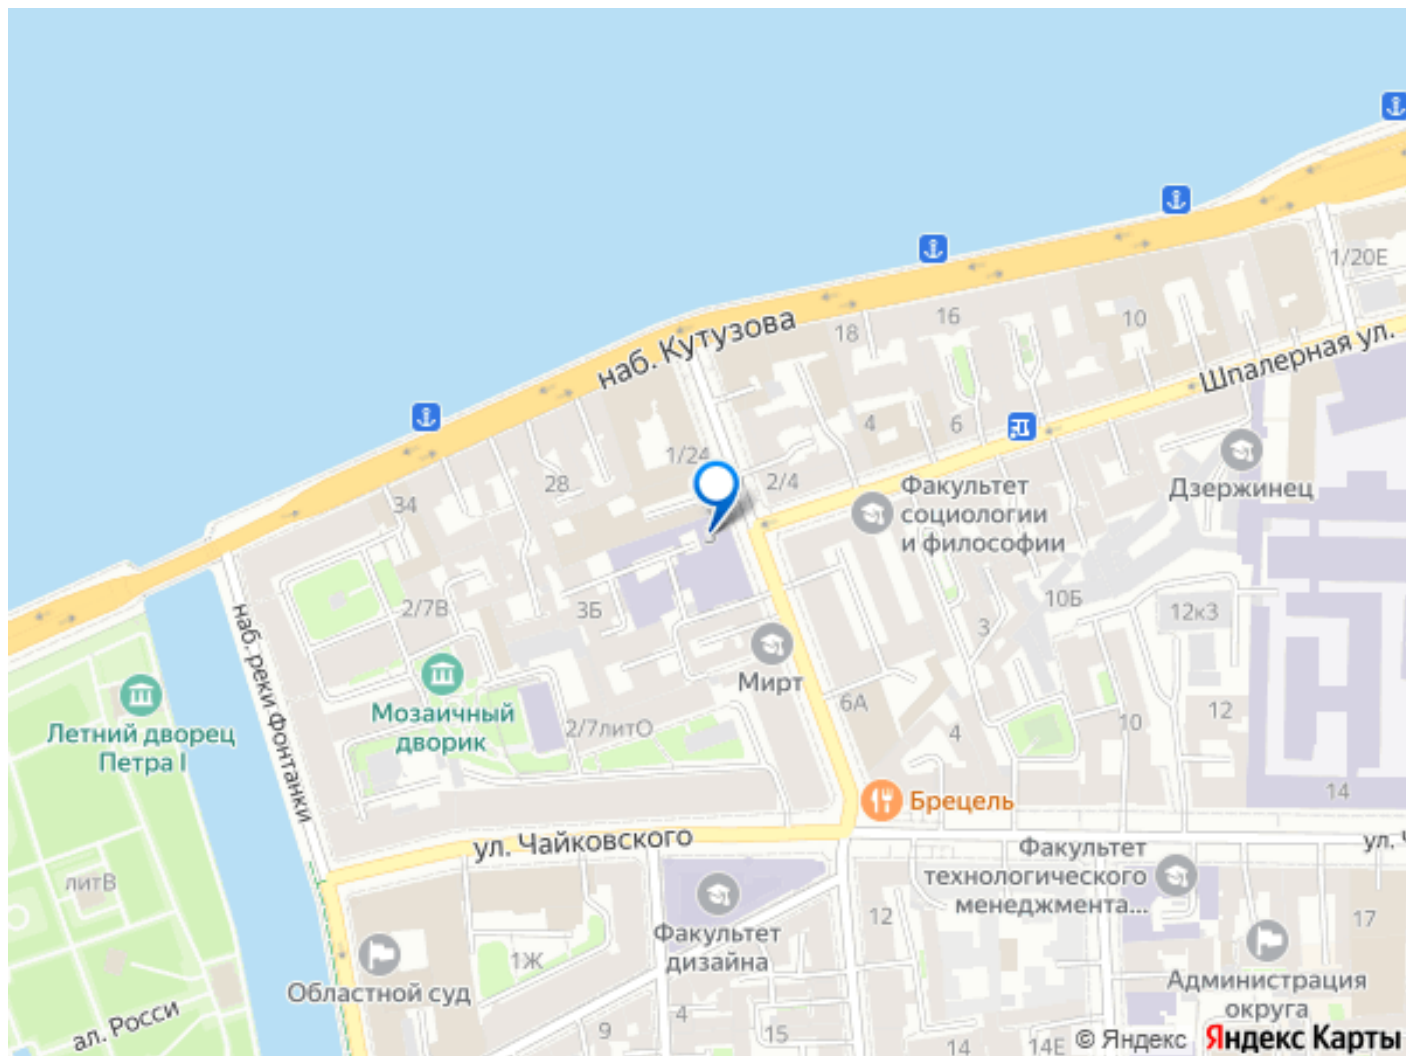 1/20Е
наб. Кутузова
18
16
10
Шпалерная ул.
4
6
1/24
2/4
28
34
Факультет
социологии
и философии
Дзержинец
2/7В
3Б
3
10Б
12к3
наб. реки Фонтанки
Мирт
6А
Летний дворец
Петра I
Мозаичный
дворик
2/7литО
4
10
12
14
Брецель
ул. Чайковского
ул. Ч
литВ
Факультет
технологического
менеджмента...
12
17
Факультет
дизайна
1Ж
Областной суд
Администрация
округа
ал. Росси
9
4
15
14
14Е
© Яндекс
Яндекс Карты